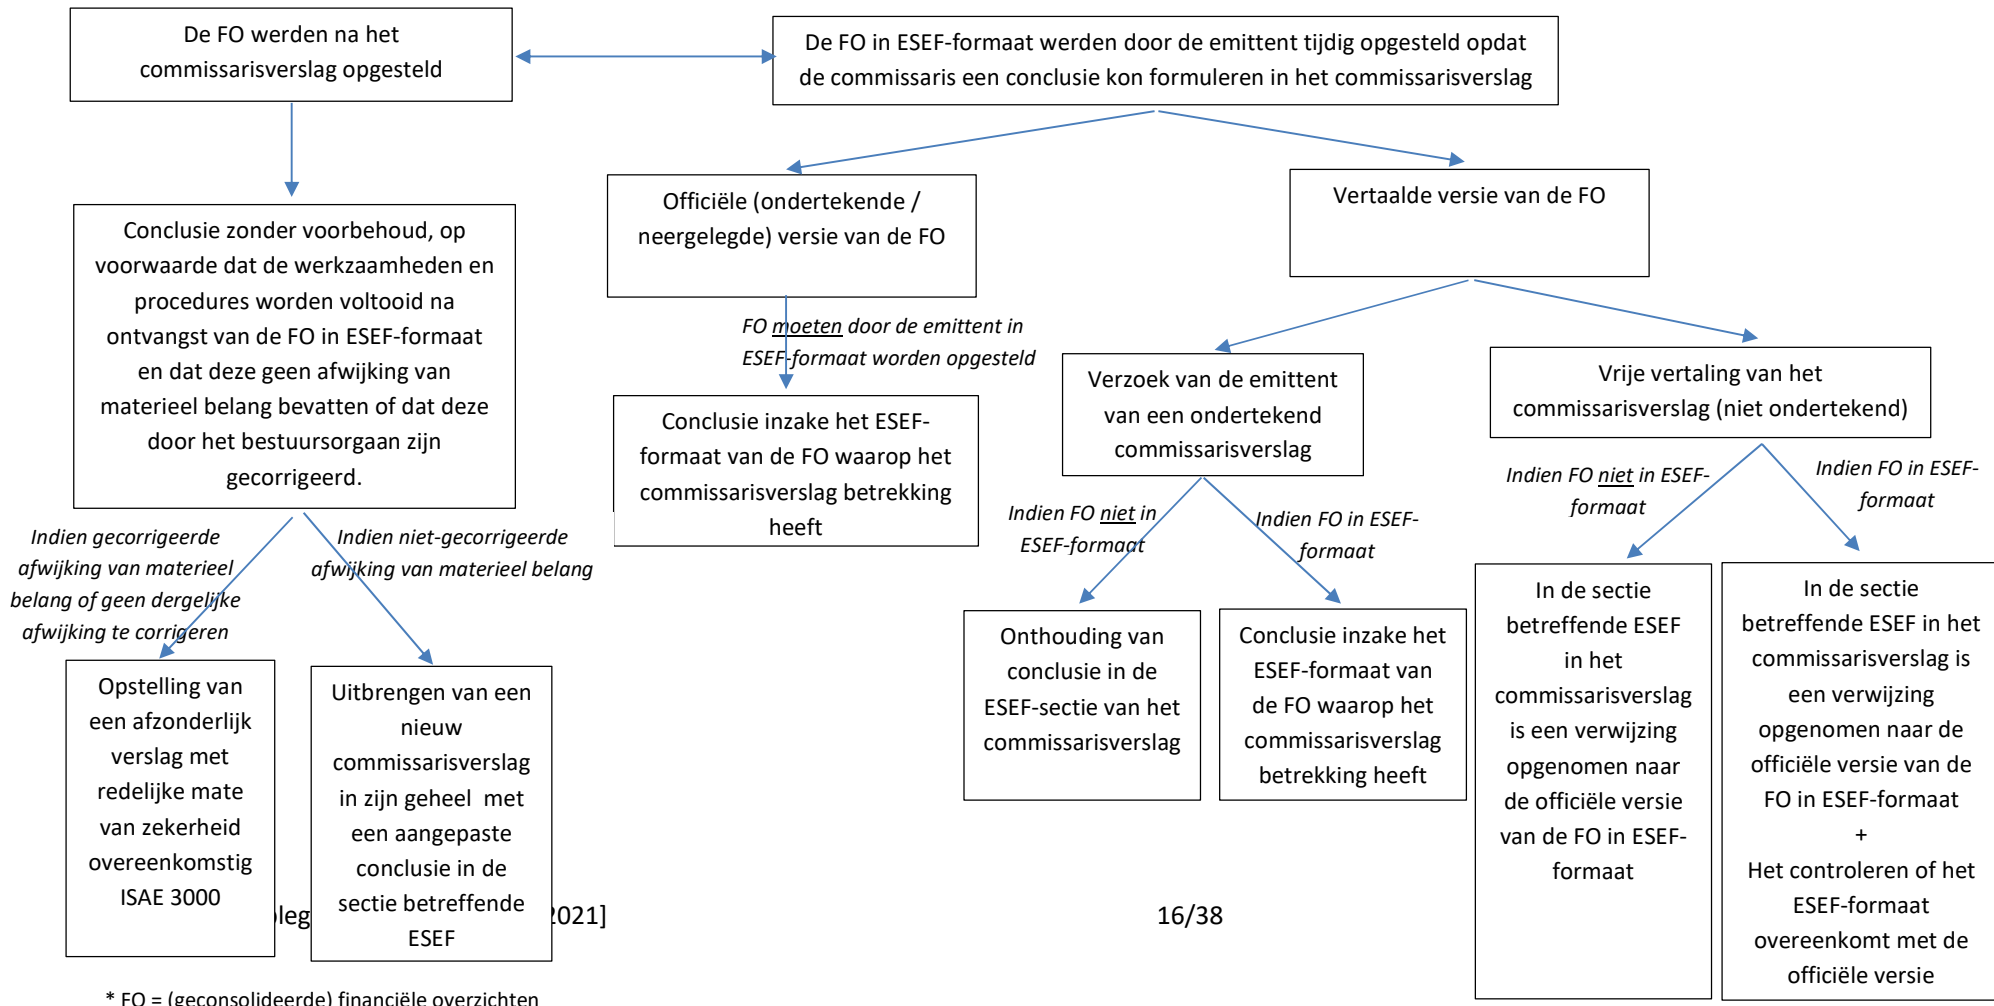 De FO werden na het
commissarisverslag opgesteld
De FO in ESEF-formaat werden door de emittent tijdig opgesteld opdat
de commissaris een conclusie kon formuleren in het commissarisverslag
Conclusie zonder voorbehoud, op
voorwaarde dat de werkzaamheden en
procedures worden voltooid na
ontvangst van de FO in ESEF-formaat
en dat deze geen afwijking van
materieel belang bevatten of dat deze
door het bestuursorgaan zijn
gecorrigeerd.
Officiële (ondertekende /
neergelegde) versie van de FO
Vertaalde versie van de FO
FO moeten door de emittent in
ESEF-formaat worden opgesteld
Conclusie inzake het ESEF-
formaat van de FO waarop het
commissarisverslag betrekking
heeft
Verzoek van de emittent
van een ondertekend
commissarisverslag
Vrije vertaling van het
commissarisverslag (niet ondertekend)
Indien gecorrigeerde
afwijking van materieel
belang of geen dergelijke
afwijking te corrigeren
Indien niet-gecorrigeerde
afwijking van materieel belang
Indien FO niet in
ESEF-formaat
Indien FO in ESEF-
formaat
Indien FO niet in ESEF-
formaat
Indien FO in ESEF-
formaat
Opstelling van
een afzonderlijk
verslag met
redelijke mate
van zekerheid
overeenkomstig
ISAE 3000
Uitbrengen van een
nieuw
commissarisverslag
in zijn geheel met
een aangepaste
conclusie in de
sectie betreffende
ESEF
Onthouding van
conclusie in de
ESEF-sectie van het
commissarisverslag
Conclusie inzake het
ESEF-formaat van
de FO waarop het
commissarisverslag
betrekking heeft
In de sectie
betreffende ESEF
in het
commissarisverslag
is een verwijzing
opgenomen naar
de officiële versie
van de FO in ESEF-
formaat
In de sectie
betreffende ESEF in het
commissarisverslag is
een verwijzing
opgenomen naar de
officiële versie van de
FO in ESEF-formaat
+
Het controleren of het
ESEF-formaat
overeenkomt met de
officiële versie
2021]
16/38
* FO = (geconsolideerde) financiële overzichten